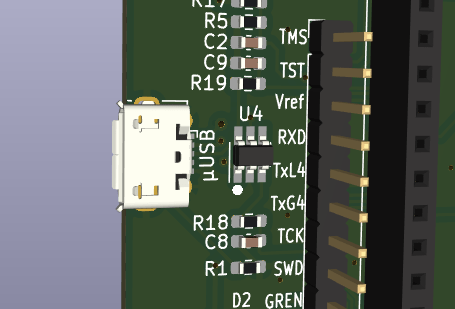 R17
R5
C2
C9
R19
U4
µUSB
R18
C8
R1
D2
TMS
TST
Vref
RXD
TxL4
TxG4
TCK
SWD
GREN